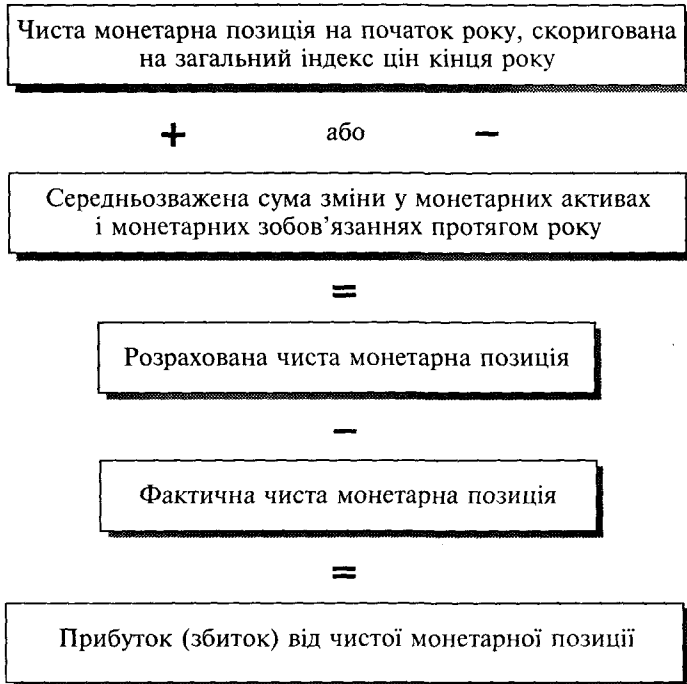 Чиста монетарна позиція на початок року, скоригована
на загальний індекс цін кінця року
+ або −
Середньозважена сума зміни у монетарних активах
і монетарних зобов'язаннях протягом року
=
Розрахована чиста монетарна позиція
−
Фактична чиста монетарна позиція
=
Прибуток (збиток) від чистої монетарної позиції